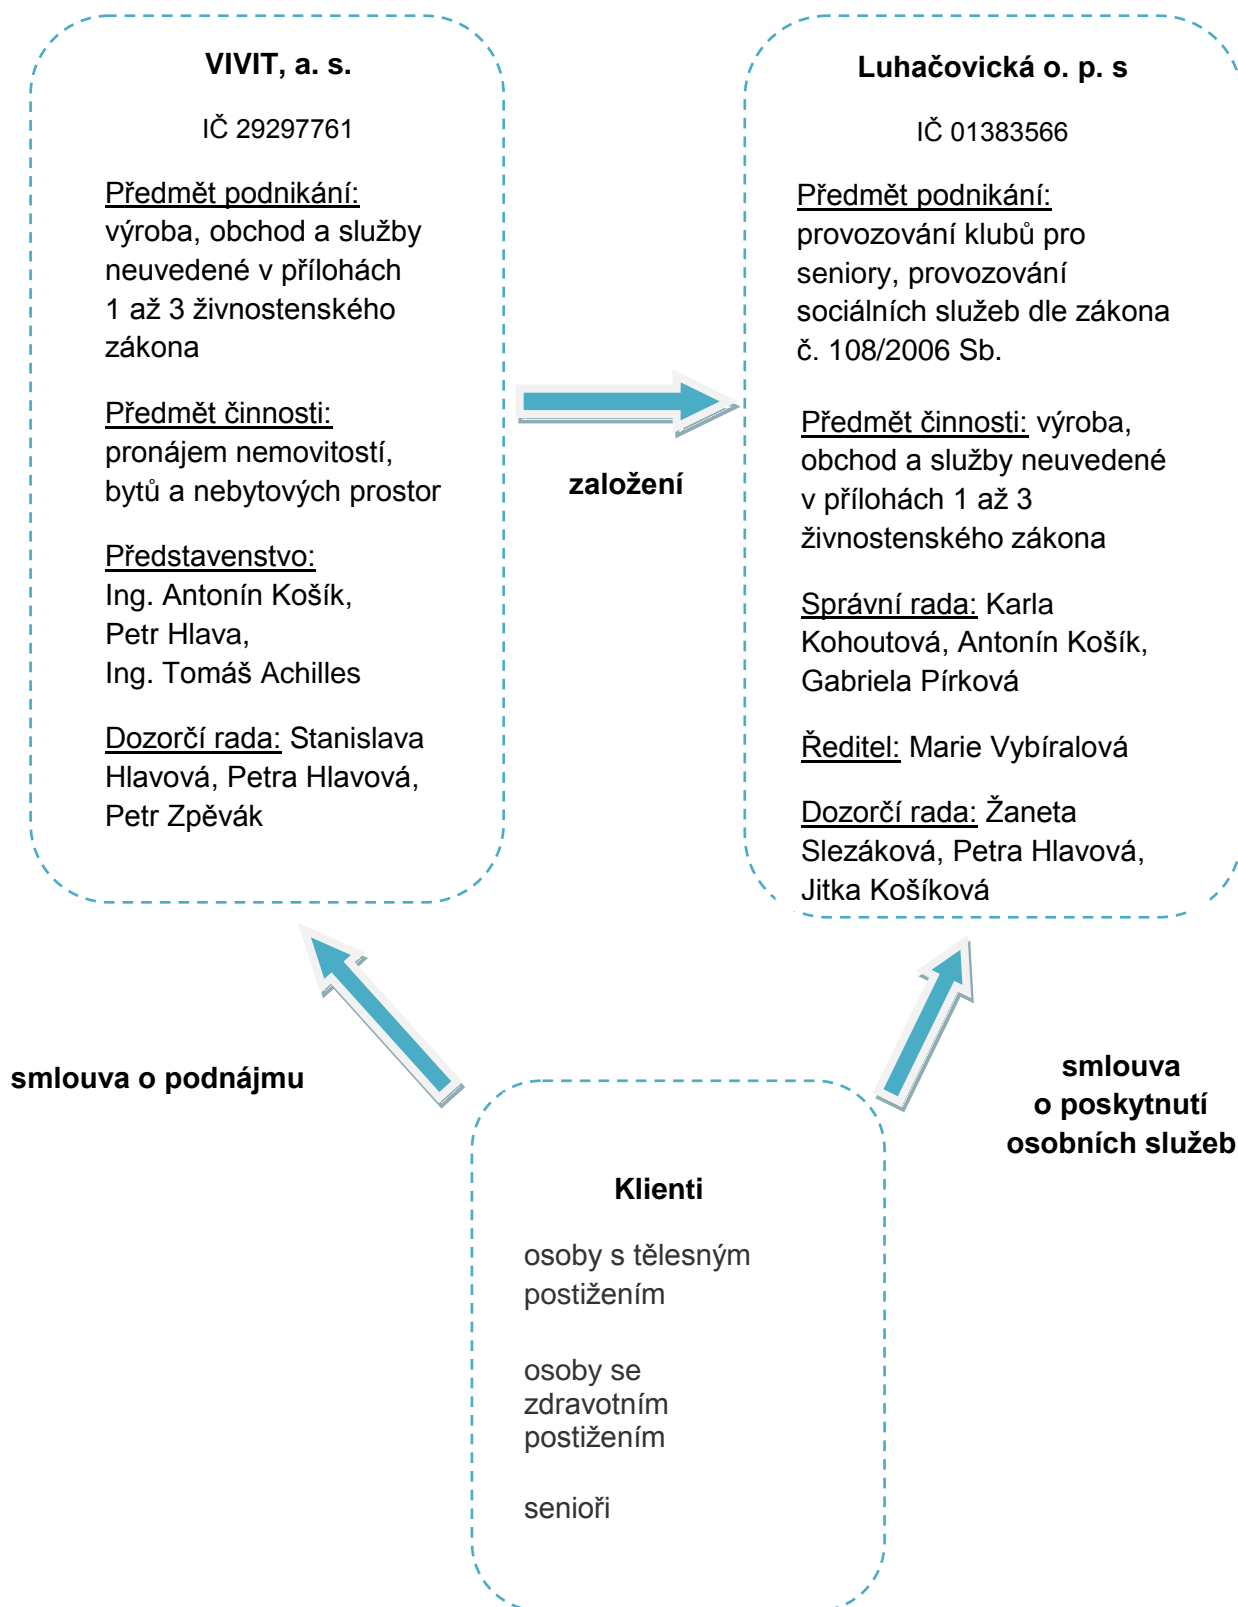 VIVIT, a. s.
IČ 29297761
Předmět podnikání:
výroba, obchod a služby
neuvedené v přílohách
1 až 3 živnostenského
zákona
Předmět činnosti:
pronájem nemovitostí,
bytů a nebytových prostor
Představenstvo:
Ing. Antonín Košík,
Petr Hlava,
Ing. Tomáš Achilles
Dozorčí rada: Stanislava
Hlavová, Petra Hlavová,
Petr Zpěvák
založení
Luhačovická o. p. s
IČ 01383566
Předmět podnikání:
provozování klubů pro
seniory, provozování
sociálních služeb dle zákona
č. 108/2006 Sb.
Předmět činnosti: výroba,
obchod a služby neuvedené
v přílohách 1 až 3
živnostenského zákona
Správní rada: Karla
Kohoutová, Antonín Košík,
Gabriela Pírková
Ředitel: Marie Vybíralová
Dozorčí rada: Žaneta
Slezáková, Petra Hlavová,
Jitka Košíková
smlouva o podnájmu
smlouva
o poskytnutí
osobních služeb
Klienti
osoby s tělesným
postižením
osoby se
zdravotním
postižením
senioři